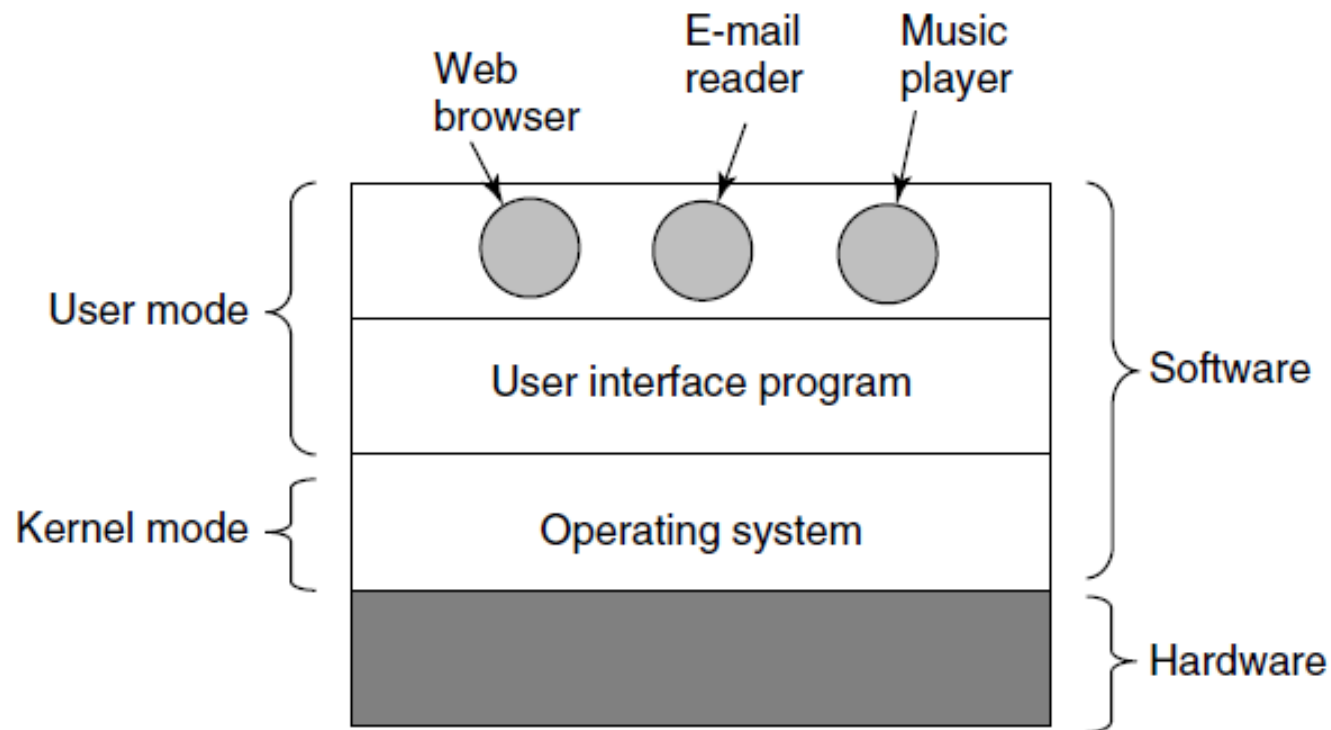 Web
browser
E-mail
reader
Music
player
User mode
User interface program
Software
Kernel mode
Operating system
Hardware